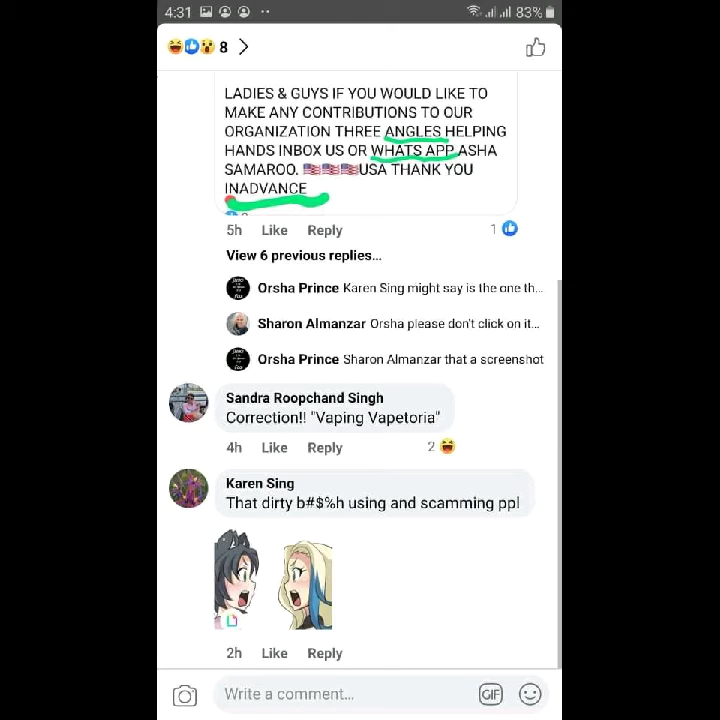 4:31
83%
8
LADIES & GUYS IF YOU WOULD LIKE TO
MAKE ANY CONTRIBUTIONS TO OUR
ORGANIZATION THREE ANGLES HELPING
HANDS INBOX US OR WHATS APP ASHA
SAMAROO. 🇺🇸🇺🇸🇺🇸USA THANK YOU
INADVANCE
5h Like Reply 1
View 6 previous replies...
Orsha Prince Karen Sing might say is the one th...
Sharon Almanzar Orsha please don't click on it...
Orsha Prince Sharon Almanzar that a screenshot
Sandra Roopchand Singh
Correction!! "Vaping Vapetoria"
4h Like Reply 2
Karen Sing
That dirty b#$%h using and scamming ppl
2h Like Reply
Write a comment...
GIF